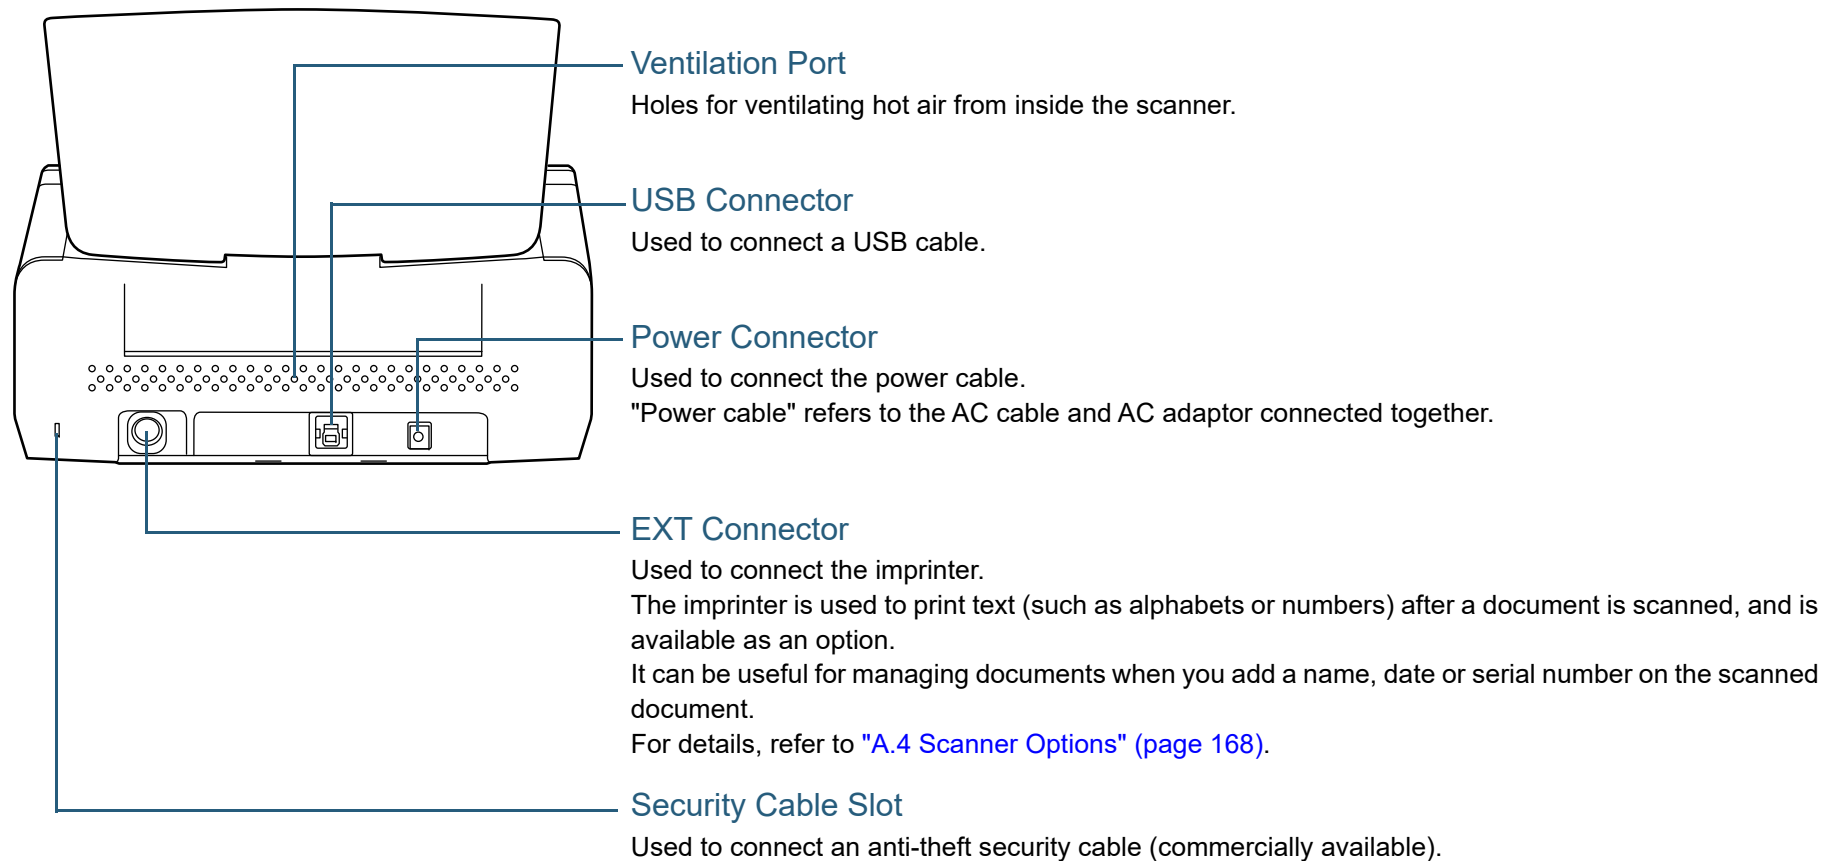 Ventilation Port
Holes for ventilating hot air from inside the scanner.
USB Connector
Used to connect a USB cable.
Power Connector
Used to connect the power cable.
"Power cable" refers to the AC cable and AC adaptor connected together.
EXT Connector
Used to connect the imprinter.
The imprinter is used to print text (such as alphabets or numbers) after a document is scanned, and is
available as an option.
It can be useful for managing documents when you add a name, date or serial number on the scanned
document.
For details, refer to "A.4 Scanner Options" (page 168).
Security Cable Slot
Used to connect an anti-theft security cable (commercially available).